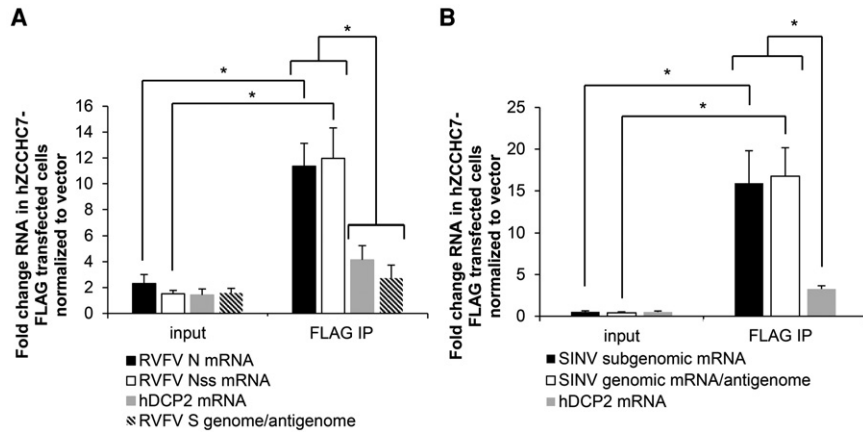 A
Fold change RNA in hZCCHC7-
FLAG transfected cells
normalized to vector
16
14
12
10
8
6
4
2
0
*
*
*
input
FLAG IP
RVFV N mRNA
RVFV Nss mRNA
hDCP2 mRNA
RVFV S genome/antigenome
B
Fold change RNA in hZCCHC7-
FLAG transfected cells
normalized to vector
25
20
15
10
5
0
*
*
*
input
FLAG IP
SINV subgenomic mRNA
SINV genomic mRNA/antigenome
hDCP2 mRNA